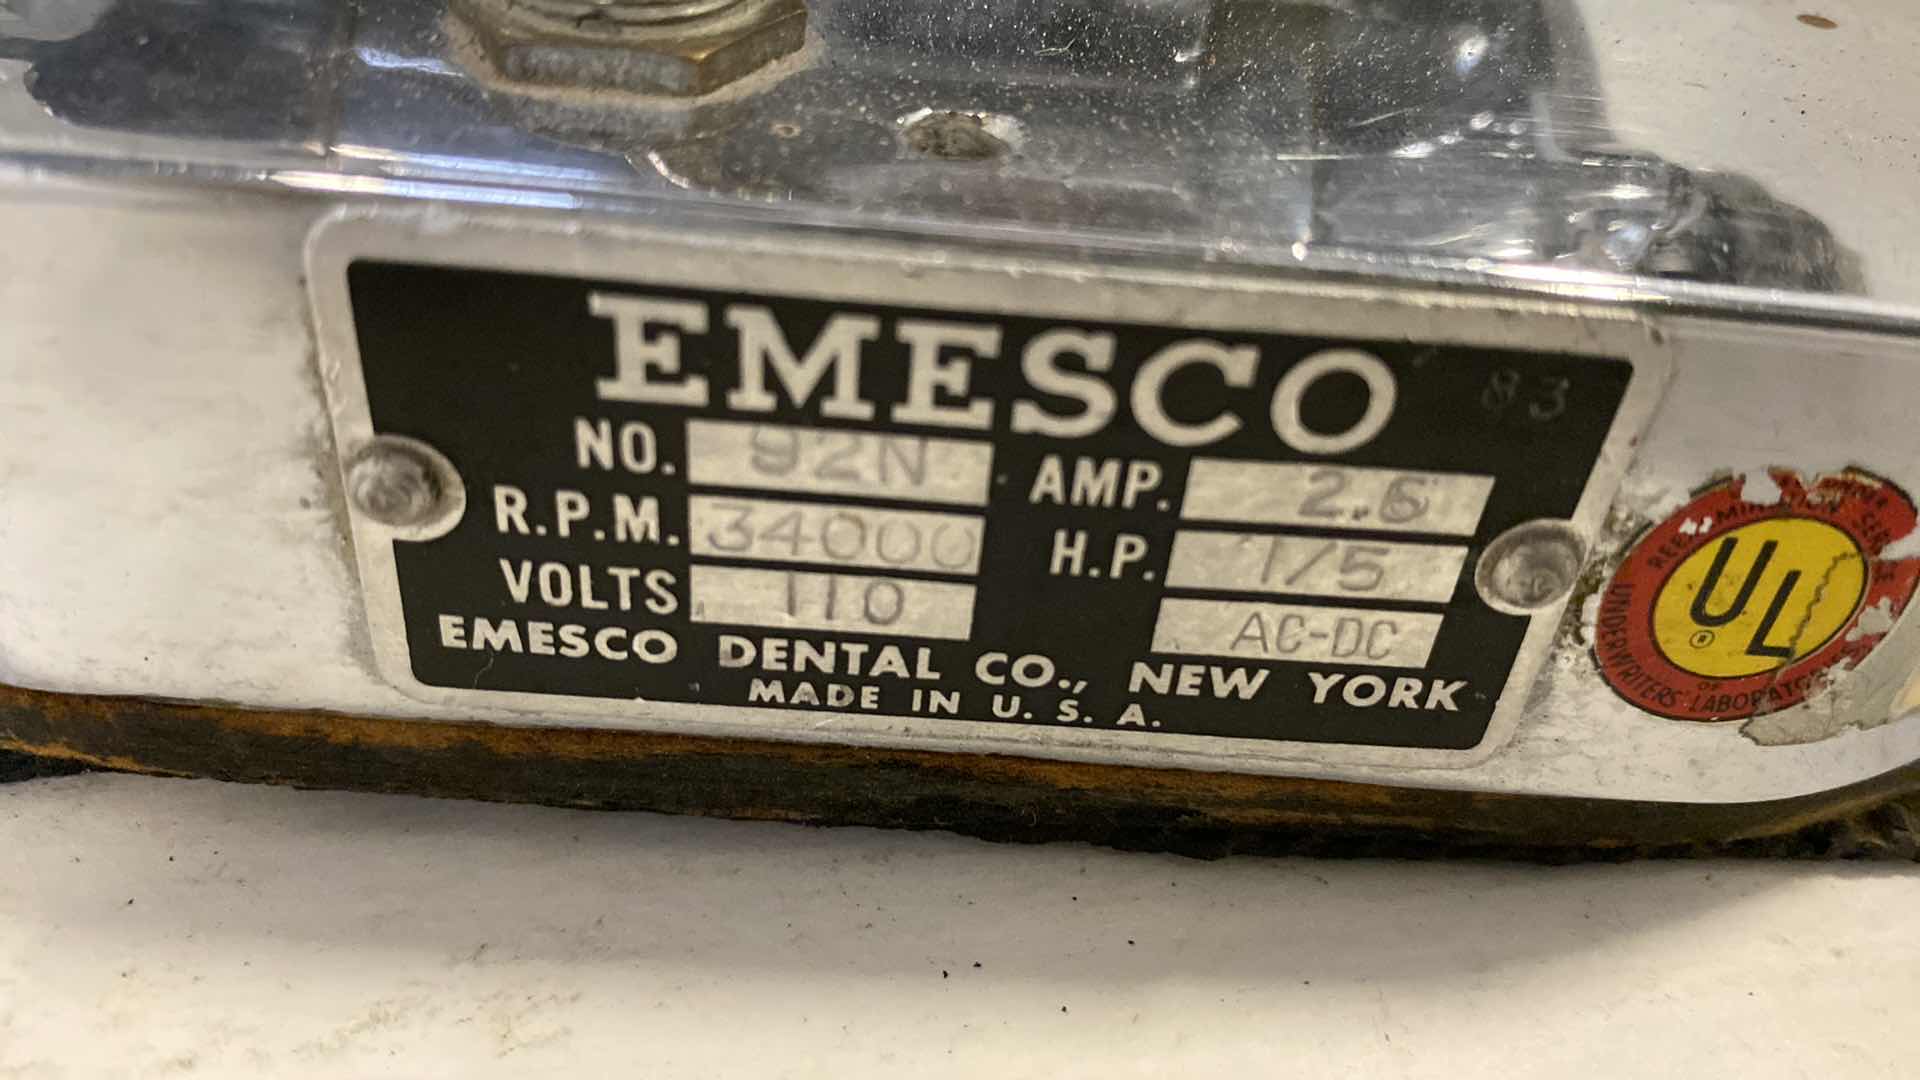 EMESCO 83
NO. 92N AMP. 2.6
R.P.M. 34000 H.P. 1/5
VOLTS 110 AC-DC
EMESCO DENTAL CO., NEW YORK
MADE IN U. S. A.
UL
®
UNDERWRITERS' LABORATORIES
OF